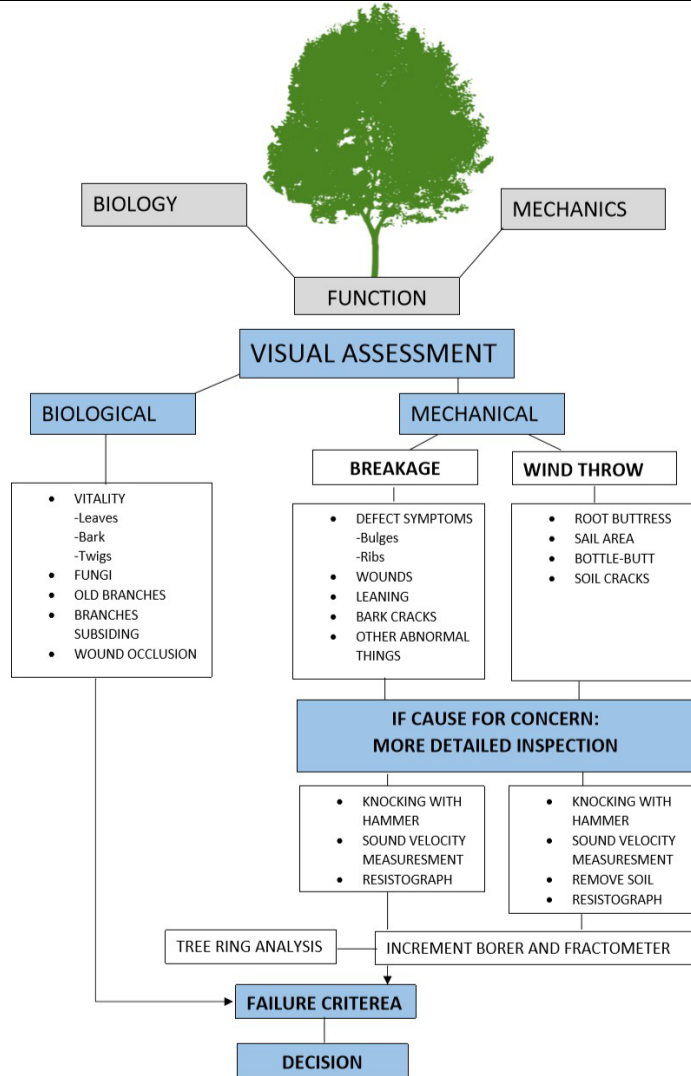 BIOLOGY
MECHANICS
FUNCTION
VISUAL ASSESSMENT
BIOLOGICAL
MECHANICAL
BREAKAGE
WIND THROW
• VITALITY
-Leaves
-Bark
-Twigs
• FUNGI
• OLD BRANCHES
• BRANCHES
SUBSIDING
• WOUND OCCLUSION
• DEFECT SYMPTOMS
-Bulges
-Ribs
• WOUNDS
• LEANING
• BARK CRACKS
• OTHER ABNORMAL
THINGS
• ROOT BUTTRESS
• SAIL AREA
• BOTTLE-BUTT
• SOIL CRACKS
IF CAUSE FOR CONCERN:
MORE DETAILED INSPECTION
• KNOCKING WITH
HAMMER
• SOUND VELOCITY
MEASURESMENT
• RESISTOGRAPH
• KNOCKING WITH
HAMMER
• SOUND VELOCITY
MEASURESMENT
• REMOVE SOIL
• RESISTOGRAPH
TREE RING ANALYSIS
INCREMENT BORER AND FRACTOMETER
FAILURE CRITEREA
DECISION